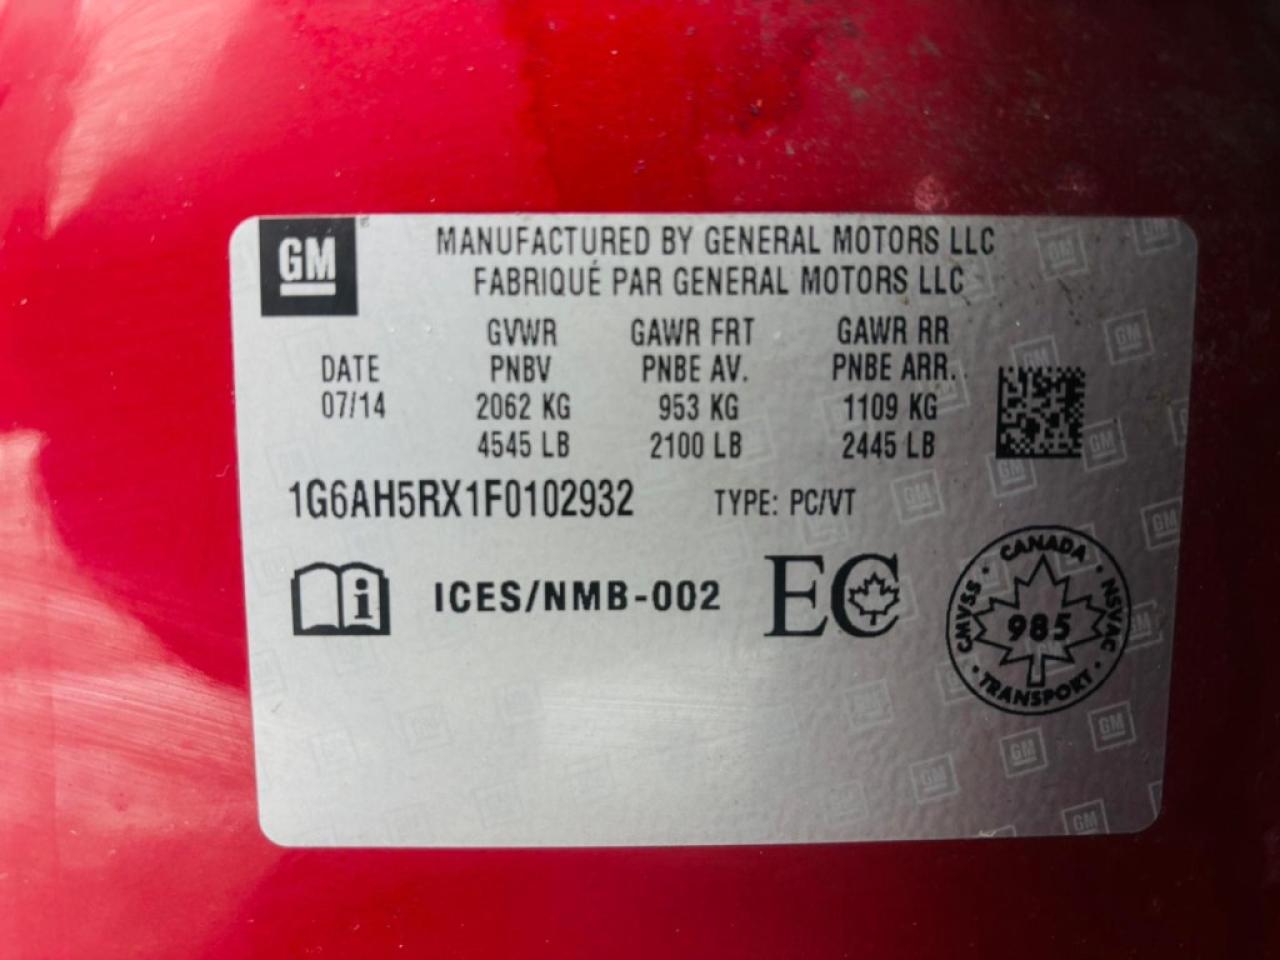 GM
MANUFACTURED BY GENERAL MOTORS LLC
FABRIQUÉ PAR GENERAL MOTORS LLC
GVWR GAWR FRT GAWR RR
DATE PNBV PNBE AV. PNBE ARR.
07/14 2062 KG 953 KG 1109 KG
4545 LB 2100 LB 2445 LB
1G6AH5RX1F0102932 TYPE: PC/VT
i ICES/NMB-002 EC
CANADA
CMVSS 985 NSVAC
TRANSPORT